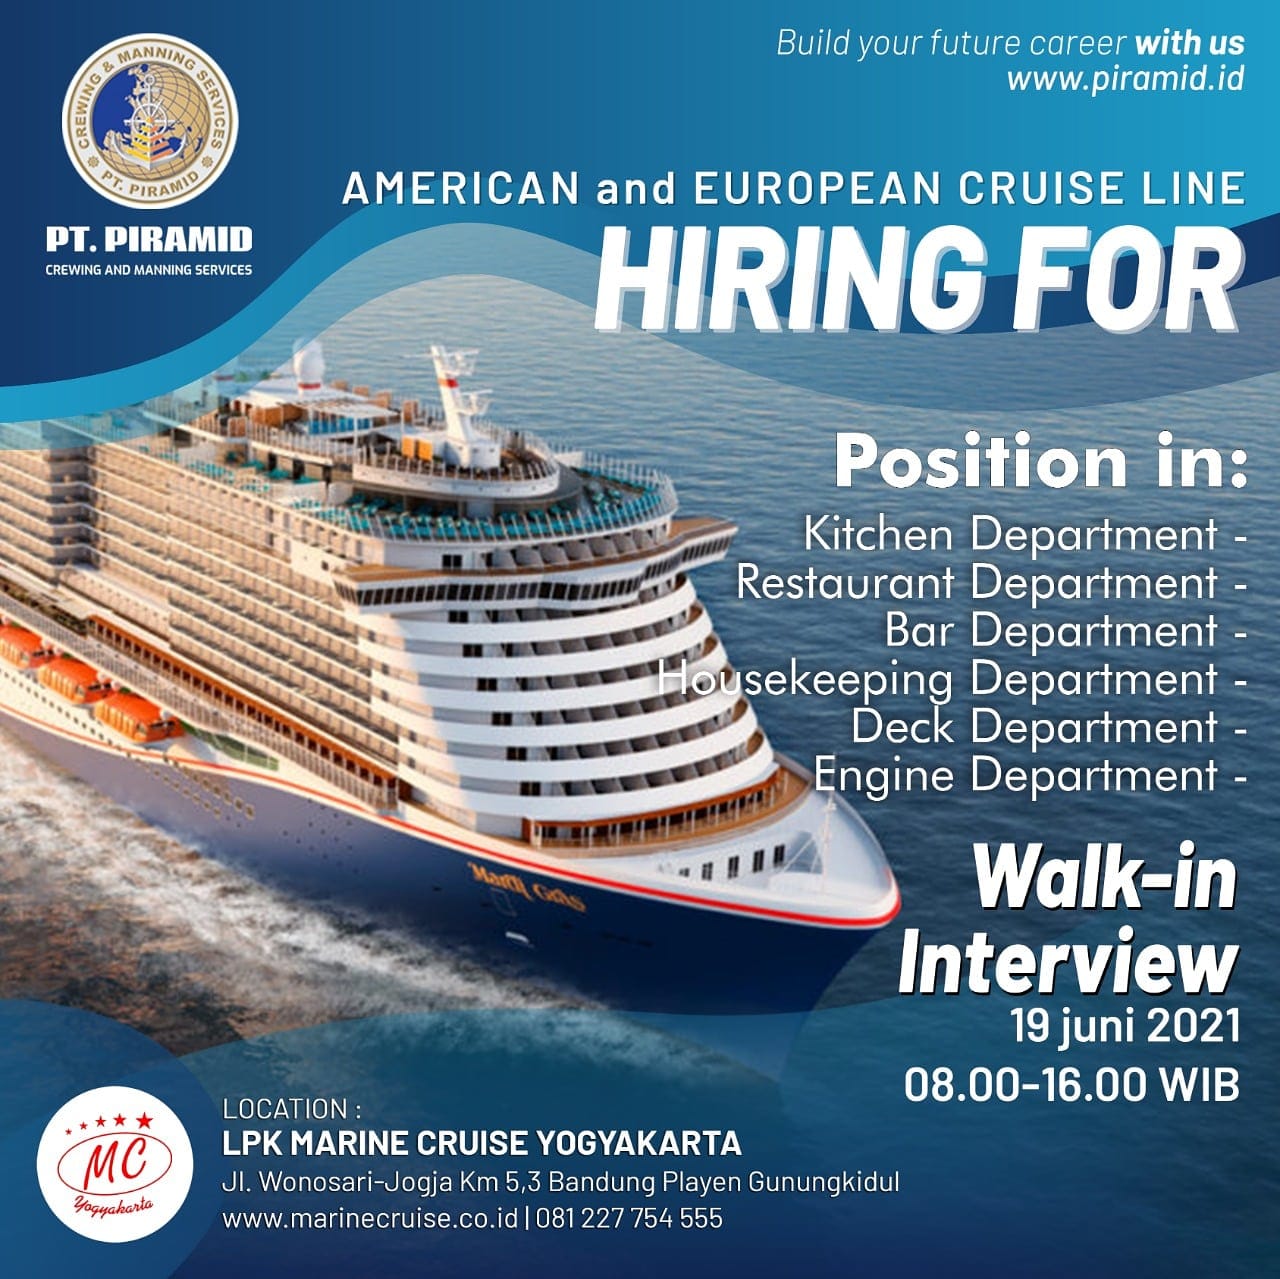 CREWING & MANNING SERVICES
PT. PIRAMID
PT. PIRAMID
CREWING AND MANNING SERVICES
Build your future career with us
www.piramid.id
AMERICAN and EUROPEAN CRUISE LINE
HIRING FOR
Position in:
Kitchen Department -
Restaurant Department -
Bar Department -
Housekeeping Department -
Deck Department -
Engine Department -
Mardi Gras
Walk-in
Interview
19 juni 2021
08.00-16.00 WIB
MC
Yogyakarta
LOCATION :
LPK MARINE CRUISE YOGYAKARTA
Jl. Wonosari-Jogja Km 5,3 Bandung Playen Gunungkidul
www.marinecruise.co.id | 081 227 754 555